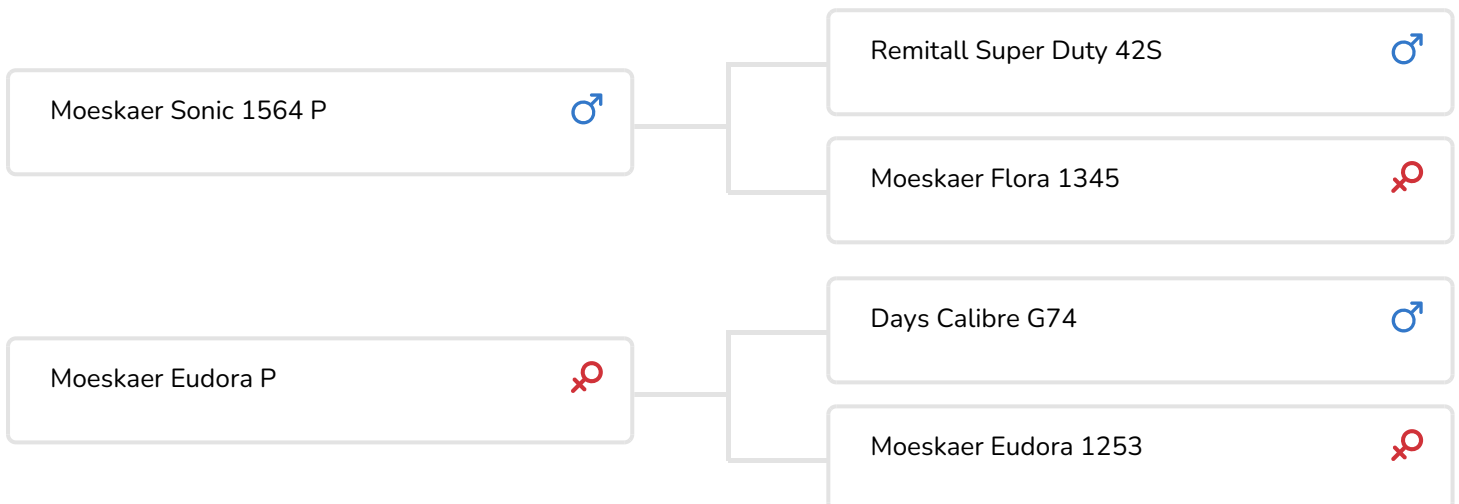 Remitall Super Duty 42S
Moeskaer Sonic 1564 P
Moeskaer Flora 1345
Days Calibre G74
Moeskaer Eudora P
Moeskaer Eudora 1253